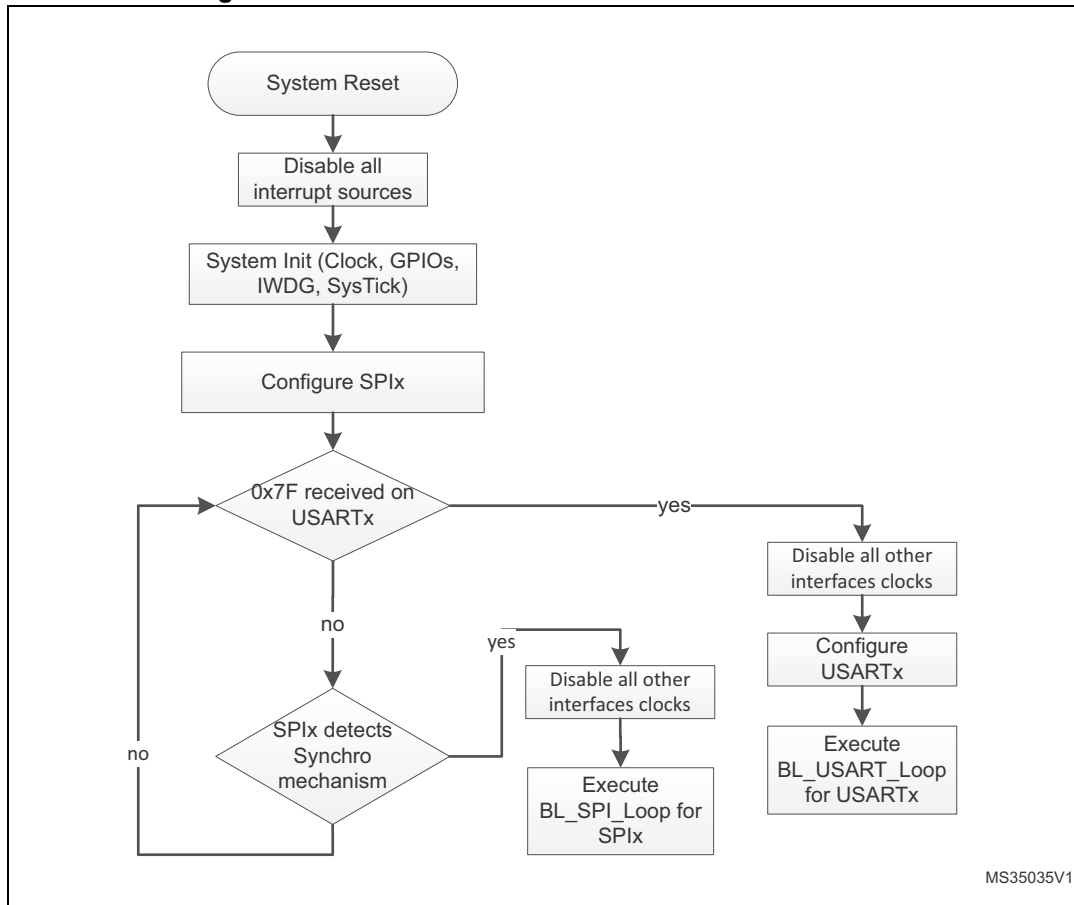 System Reset
Disable all
interrupt sources
System Init (Clock, GPIOs,
IWDG, SysTick)
Configure SPIx
0x7F received on
USARTx
yes
Disable all other
interfaces clocks
Configure
USARTx
Execute
BL_USART_Loop
for USARTx
no
yes
Disable all other
interfaces clocks
SPIx detects
Synchro
mechanism
no
Execute
BL_SPI_Loop for
SPIx
MS35035V1